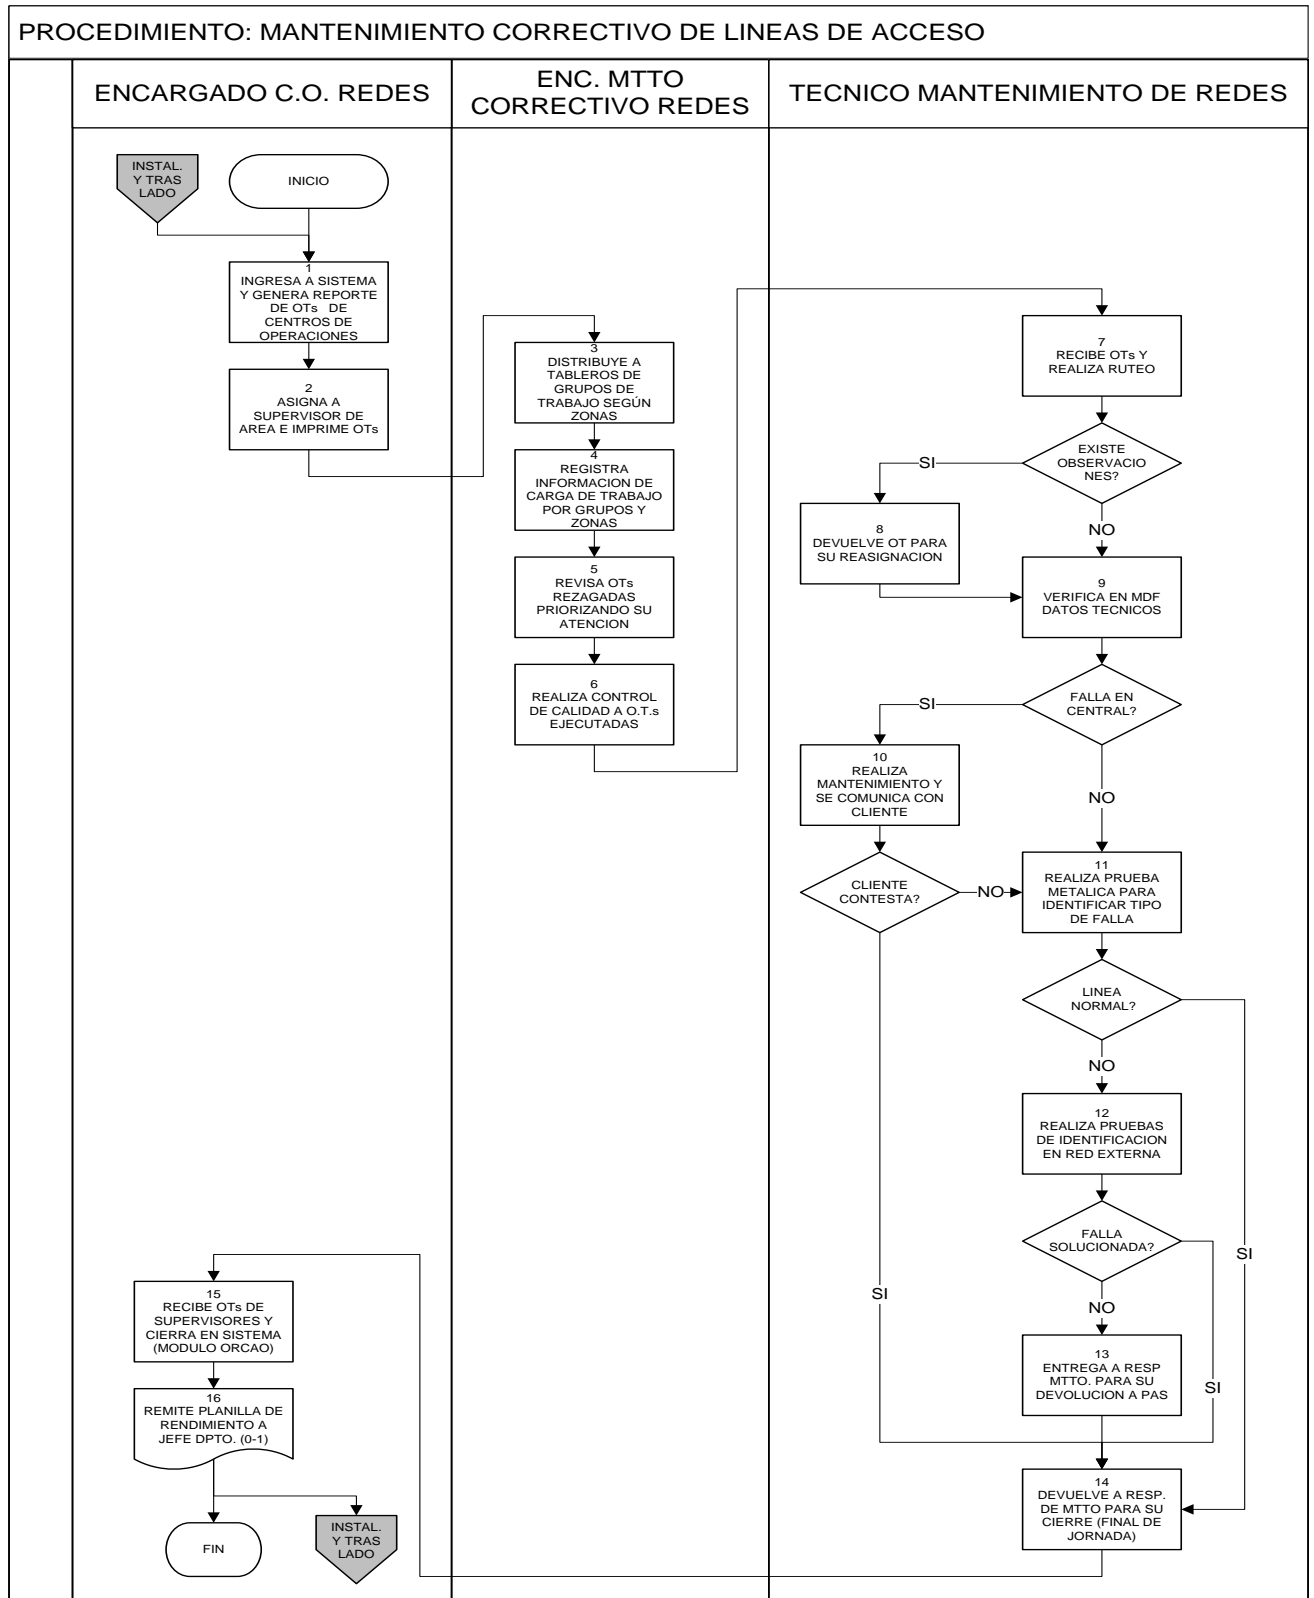 PROCEDIMIENTO: MANTENIMIENTO CORRECTIVO DE LINEAS DE ACCESO
ENCARGADO C.O. REDES
ENC. MTTO
CORRECTIVO REDES
TECNICO MANTENIMIENTO DE REDES
INSTAL.
Y TRAS
LADO
INICIO
1
INGRESA A SISTEMA
Y GENERA REPORTE
DE OTs DE
CENTROS DE
OPERACIONES
2
ASIGNA A
SUPERVISOR DE
AREA E IMPRIME OTs
3
DISTRIBUYE A
TABLEROS DE
GRUPOS DE
TRABAJO SEGÚN
ZONAS
4
REGISTRA
INFORMACION DE
CARGA DE TRABAJO
POR GRUPOS Y
ZONAS
5
REVISA OTs
REZAGADAS
PRIORIZANDO SU
ATENCION
6
REALIZA CONTROL
DE CALIDAD A O.T.s
EJECUTADAS
7
RECIBE OTs Y
REALIZA RUTEO
EXISTE
OBSERVACIO
NES?
SI
NO
8
DEVUELVE OT PARA
SU REASIGNACION
9
VERIFICA EN MDF
DATOS TECNICOS
FALLA EN
CENTRAL?
SI
NO
10
REALIZA
MANTENIMIENTO Y
SE COMUNICA CON
CLIENTE
CLIENTE
CONTESTA?
NO
SI
11
REALIZA PRUEBA
METALICA PARA
IDENTIFICAR TIPO
DE FALLA
LINEA
NORMAL?
NO
SI
12
REALIZA PRUEBAS
DE IDENTIFICACION
EN RED EXTERNA
FALLA
SOLUCIONADA?
NO
SI
13
ENTREGA A RESP
MTTO. PARA SU
DEVOLUCION A PAS
14
DEVUELVE A RESP.
DE MTTO PARA SU
CIERRE (FINAL DE
JORNADA)
15
RECIBE OTs DE
SUPERVISORES Y
CIERRA EN SISTEMA
(MODULO ORCAO)
16
REMITE PLANILLA DE
RENDIMIENTO A
JEFE DPTO. (0-1)
FIN
INSTAL.
Y TRAS
LADO